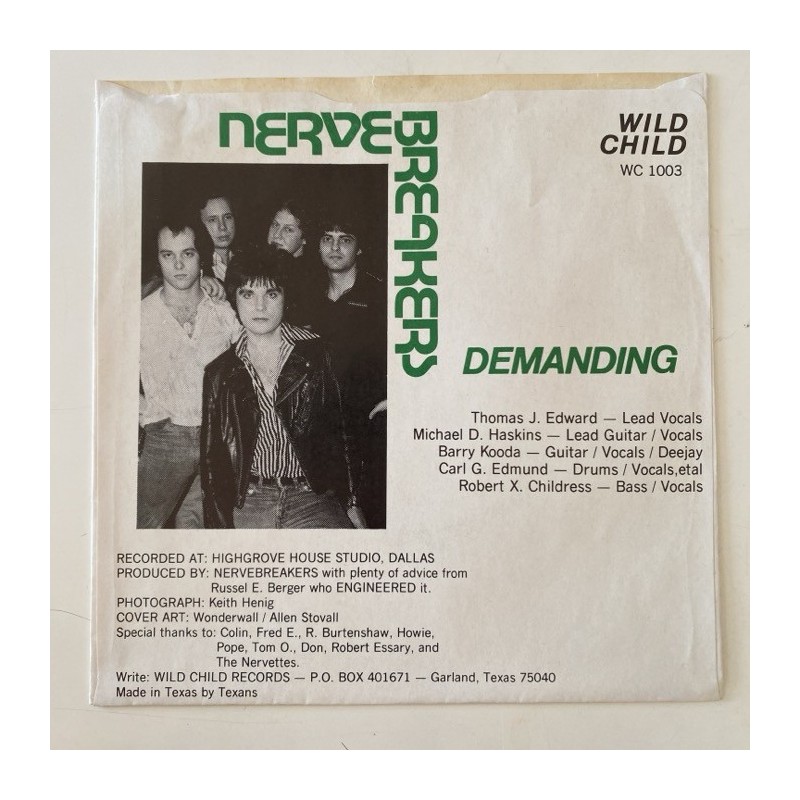 NERVE
BREAKERS
WILD
CHILD
WC 1003
DEMANDING
Thomas J. Edward — Lead Vocals
Michael D. Haskins — Lead Guitar / Vocals
Barry Kooda — Guitar / Vocals / Deejay
Carl G. Edmund — Drums / Vocals,etal
Robert X. Childress — Bass / Vocals
RECORDED AT: HIGHGROVE HOUSE STUDIO, DALLAS
PRODUCED BY: NERVEBREAKERS with plenty of advice from
Russel E. Berger who ENGINEERED it.
PHOTOGRAPH: Keith Henig
COVER ART: Wonderwall / Allen Stovall
Special thanks to: Colin, Fred E., R. Burtenshaw, Howie,
Pope, Tom O., Don, Robert Essary, and
The Nervettes.
Write: WILD CHILD RECORDS — P.O. BOX 401671 — Garland, Texas 75040
Made in Texas by Texans